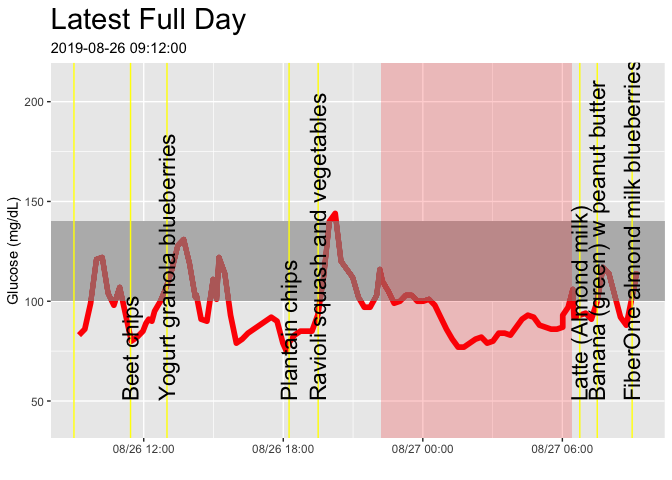 Latest Full Day
2019-08-26 09:12:00
Glucose (mg/dL)
200
150
100
50
Beet chips
Yogurt granola blueberries
Plantain chips
Ravioli squash and vegetables
Latte (Almond milk)
Banana (green) w peanut butter
FiberOne almond milk blueberries
08/26 12:00
08/26 18:00
08/27 00:00
08/27 06:00